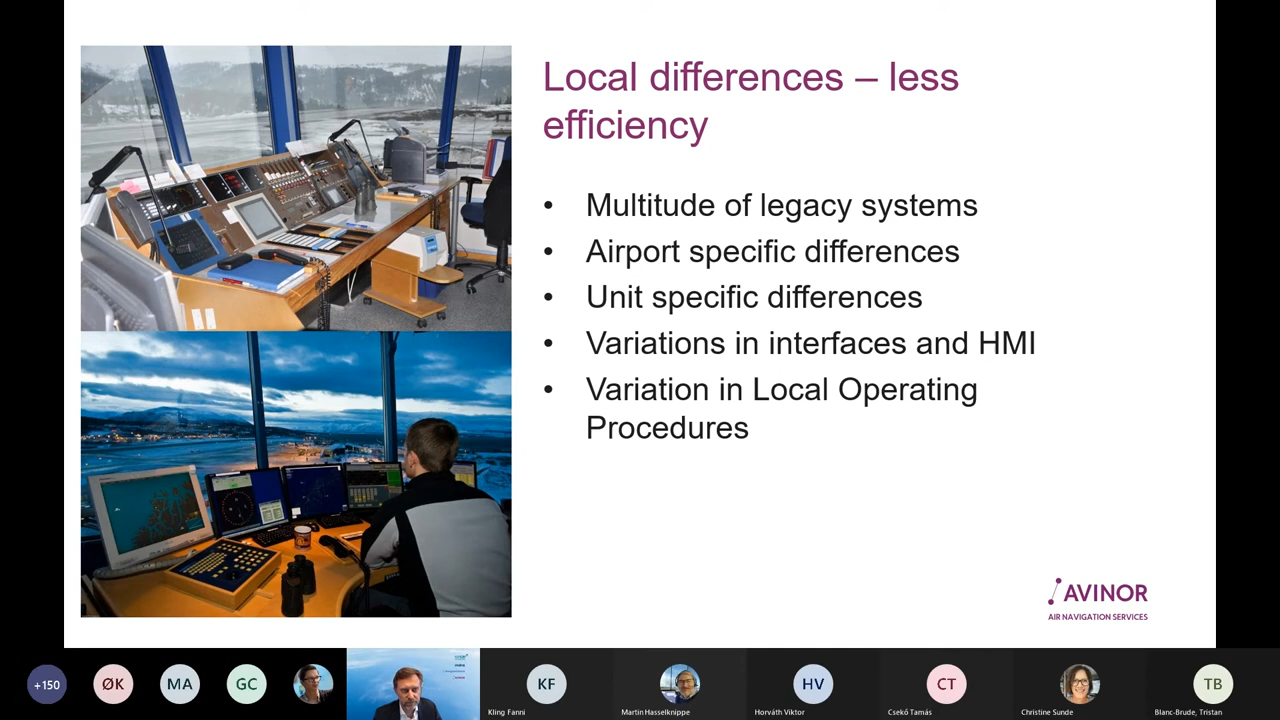 Local differences – less
efficiency
• Multitude of legacy systems
• Airport specific differences
• Unit specific differences
• Variations in interfaces and HMI
• Variation in Local Operating
Procedures
AVINOR
AIR NAVIGATION SERVICES
+150
ØK
MA
GC
KF
HV
CT
TB
Kling Fanni
Martin Hasselknippe
Horváth Viktor
Csekő Tamás
Christine Sunde
Blanc-Brude, Tristan